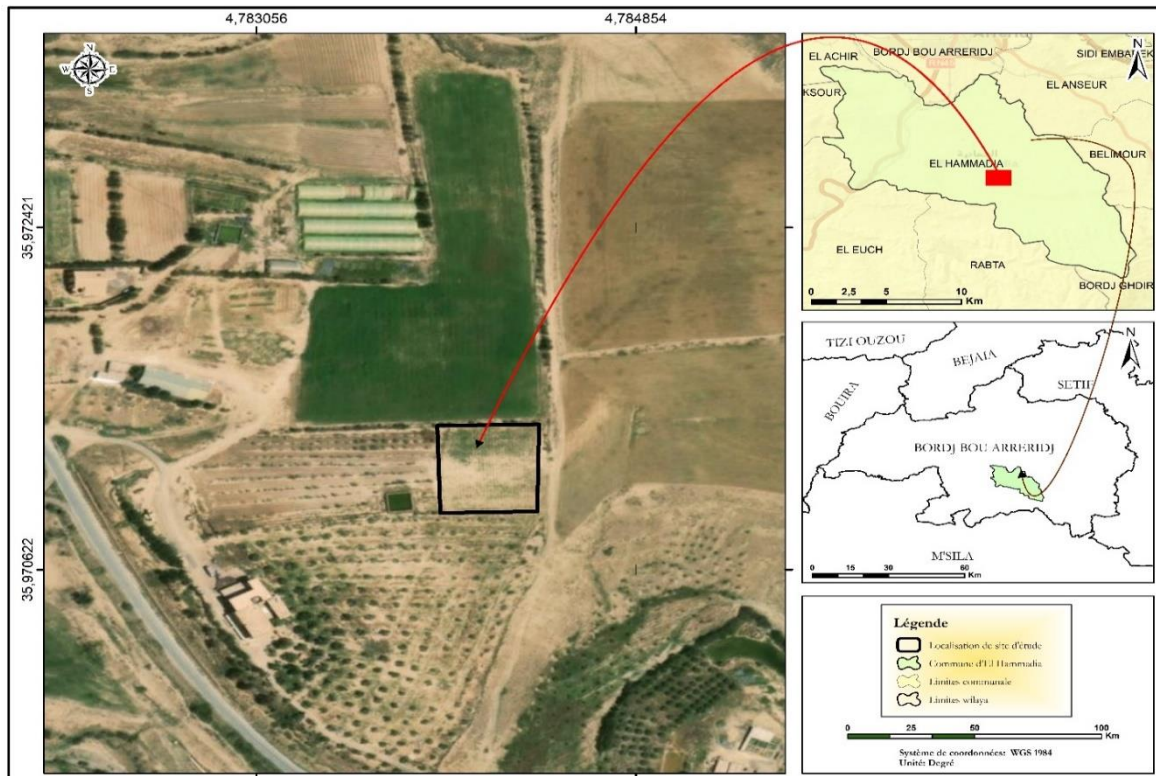 4,783056
4,784854
35,972421
35,970622
N
W E
S
N
EL ACHIR
BORDJ BOU ARRERIDJ
SIDI EMBAREK
KSOUR
EL ANSEUR
BELIMOUR
EL HAMMADIA
EL EUCH
RABTA
BORDJ GHDIR
0 2,5 5 10
Km
N
TIZI OUZOU
BEJAIA
SETIF
BOUIRA
BORDJ BOU ARRERIDJ
M'SILA
0 10 30 60
Km
Légende
Localisation de site d'étude
Commune d'El Hammadia
Limites communale
Limites wilaya
0 25 50 100
Km
Système de coordonnées: WGS 1984
Unité: Degré